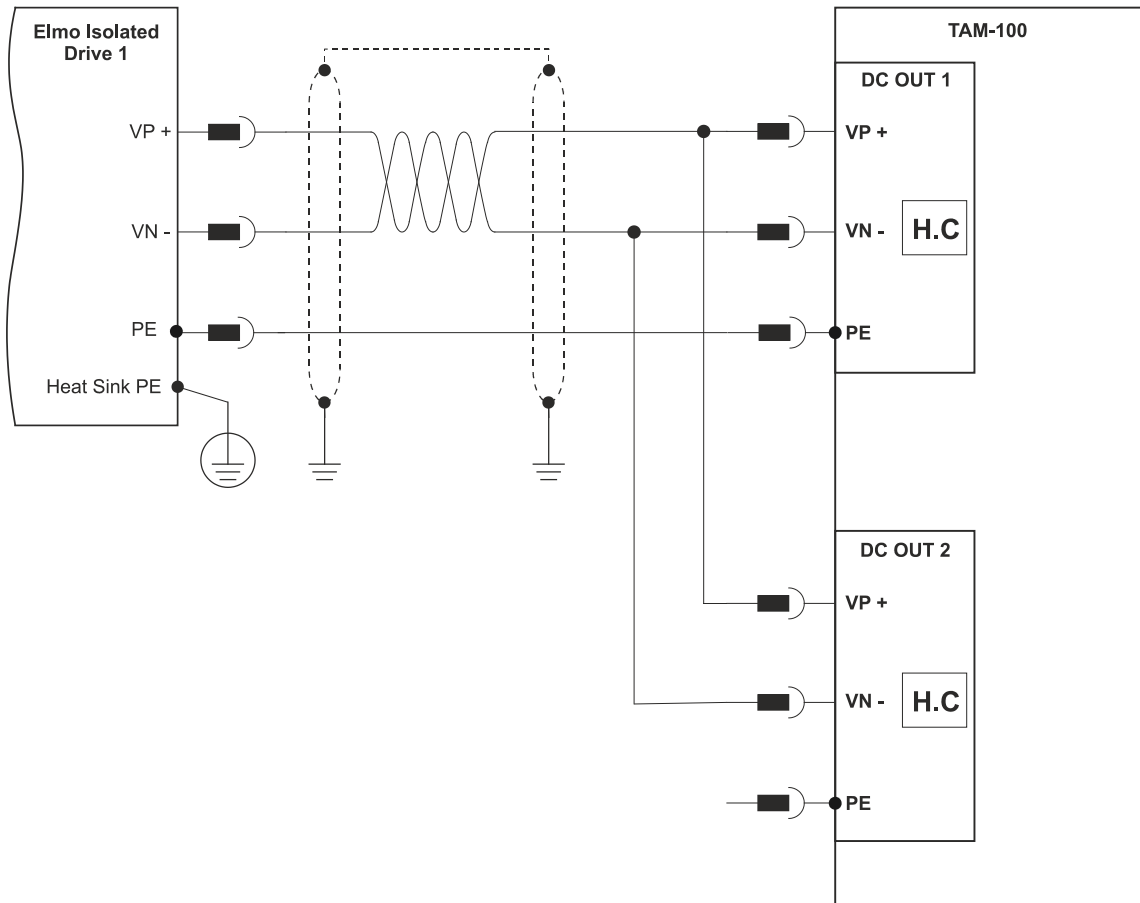 Elmo Isolated
Drive 1
VP +
VN -
PE
Heat Sink PE
TAM-100
DC OUT 1
VP +
VN -
H.C
PE
DC OUT 2
VP +
VN -
H.C
PE